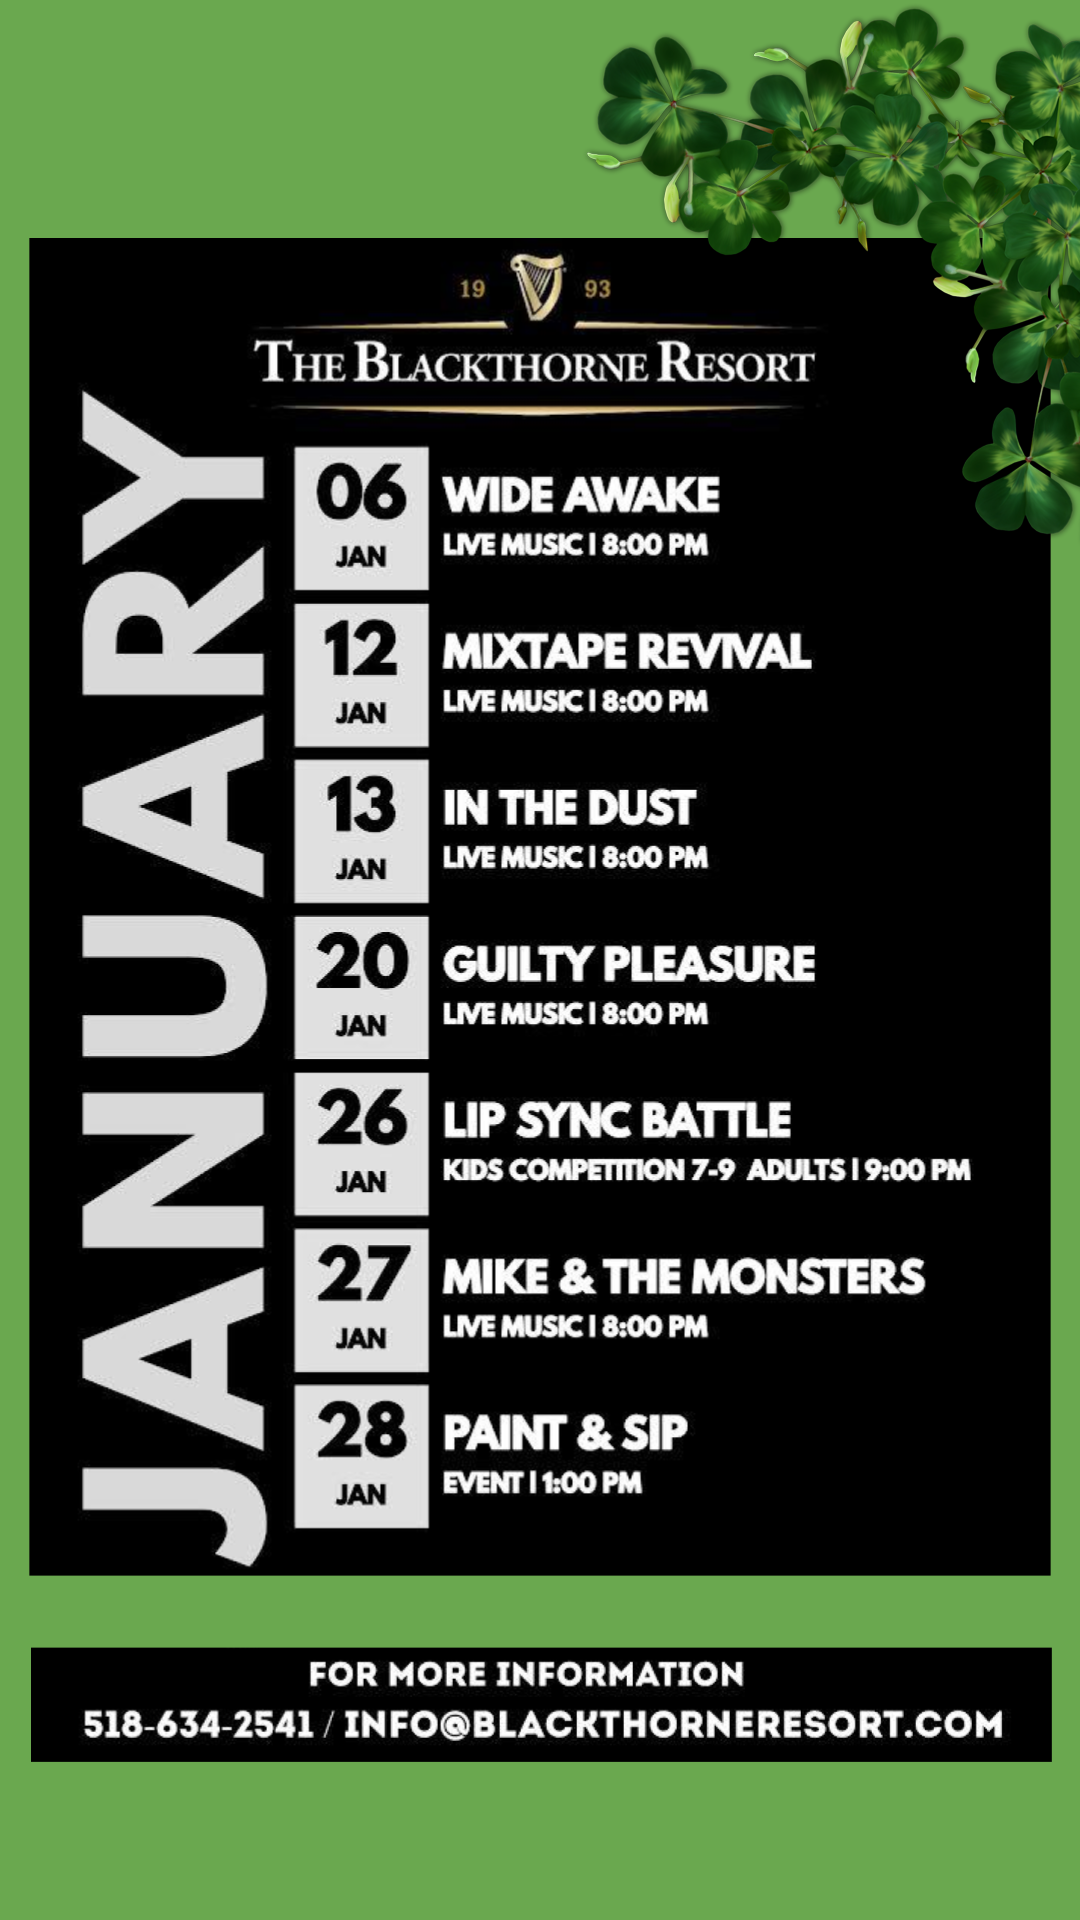 19 93
THE BLACKTHORNE RESORT
JANUARY
06
JAN
WIDE AWAKE
LIVE MUSIC | 8:00 PM
12
JAN
MIXTAPE REVIVAL
LIVE MUSIC | 8:00 PM
13
JAN
IN THE DUST
LIVE MUSIC | 8:00 PM
20
JAN
GUILTY PLEASURE
LIVE MUSIC | 8:00 PM
26
JAN
LIP SYNC BATTLE
KIDS COMPETITION 7-9 ADULTS | 9:00 PM
27
JAN
MIKE & THE MONSTERS
LIVE MUSIC | 8:00 PM
28
JAN
PAINT & SIP
EVENT | 1:00 PM
FOR MORE INFORMATION
518-634-2541 / INFO@BLACKTHORNERESORT.COM